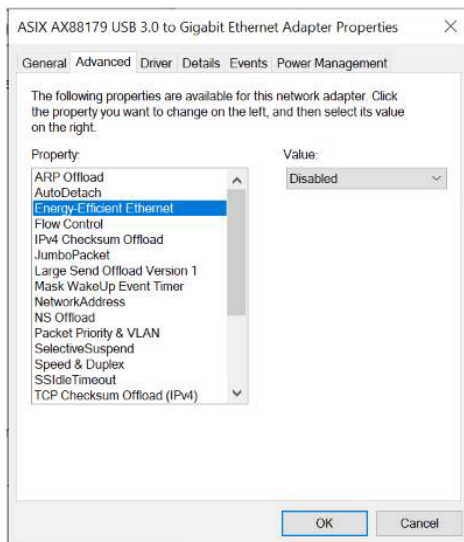 ASIX AX88179 USB 3.0 to Gigabit Ethernet Adapter Properties
General Advanced Driver Details Events Power Management
The following properties are available for this network adapter. Click
the property you want to change on the left, and then select its value
on the right.
Property:
Value:
ARP Offload
AutoDetach
Energy-Efficient Ethernet
Flow Control
IPv4 Checksum Offload
JumboPacket
Large Send Offload Version 1
Mask WakeUp Event Timer
NetworkAddress
NS Offload
Packet Priority & VLAN
SelectiveSuspend
Speed & Duplex
SSIdleTimeout
TCP Checksum Offload (IPv4)
Disabled
OK
Cancel